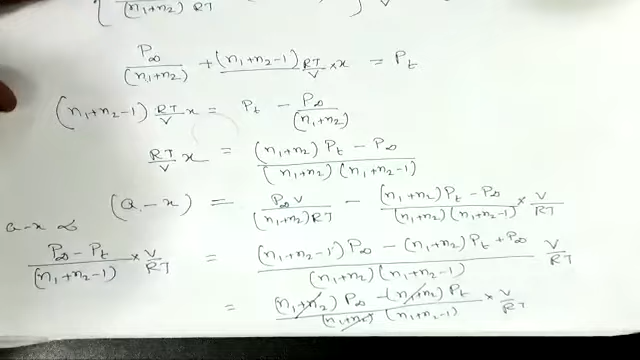 (n₁+n₂) RT
P∞/(n₁+n₂) + (n₁+n₂-1) RT/V × x = Pt
(n₁+n₂-1) RT/V x = Pt - P∞/(n₁+n₂)
RT/V x = ((n₁+n₂) Pt - P∞)/((n₁+n₂)(n₁+n₂-1))
(a-x) = P∞V/((n₁+n₂)RT) - ((n₁+n₂)Pt - P∞)/((n₁+n₂)(n₁+n₂-1)) × V/RT
a-x ∝
(P∞ - Pt)/(n₁+n₂-1) × V/RT = ((n₁+n₂-1)P∞ - (n₁+n₂)Pt + P∞)/((n₁+n₂)(n₁+n₂-1)) V/RT
= ((n₁+n₂)P∞ - (n₁+n₂)Pt)/((n₁+n₂)(n₁+n₂-1)) × V/RT